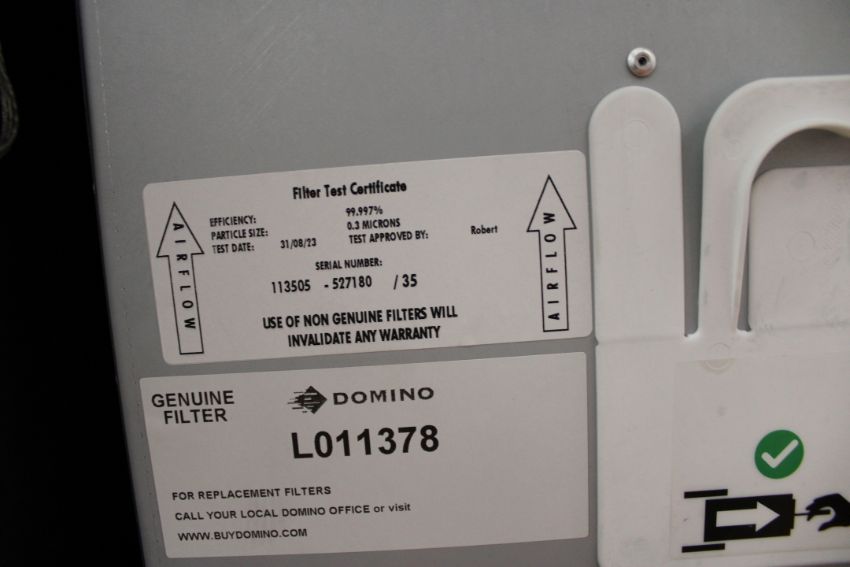 Filter Test Certificate
EFFICIENCY: 99.997%
PARTICLE SIZE: 0.3 MICRONS
TEST DATE: 31/08/23 TEST APPROVED BY: Robert
SERIAL NUMBER:
113505 - 527180 / 35
USE OF NON GENUINE FILTERS WILL
INVALIDATE ANY WARRANTY
AIRFLOW
AIRFLOW
GENUINE
FILTER
DOMINO
L011378
FOR REPLACEMENT FILTERS
CALL YOUR LOCAL DOMINO OFFICE or visit
WWW.BUYDOMINO.COM